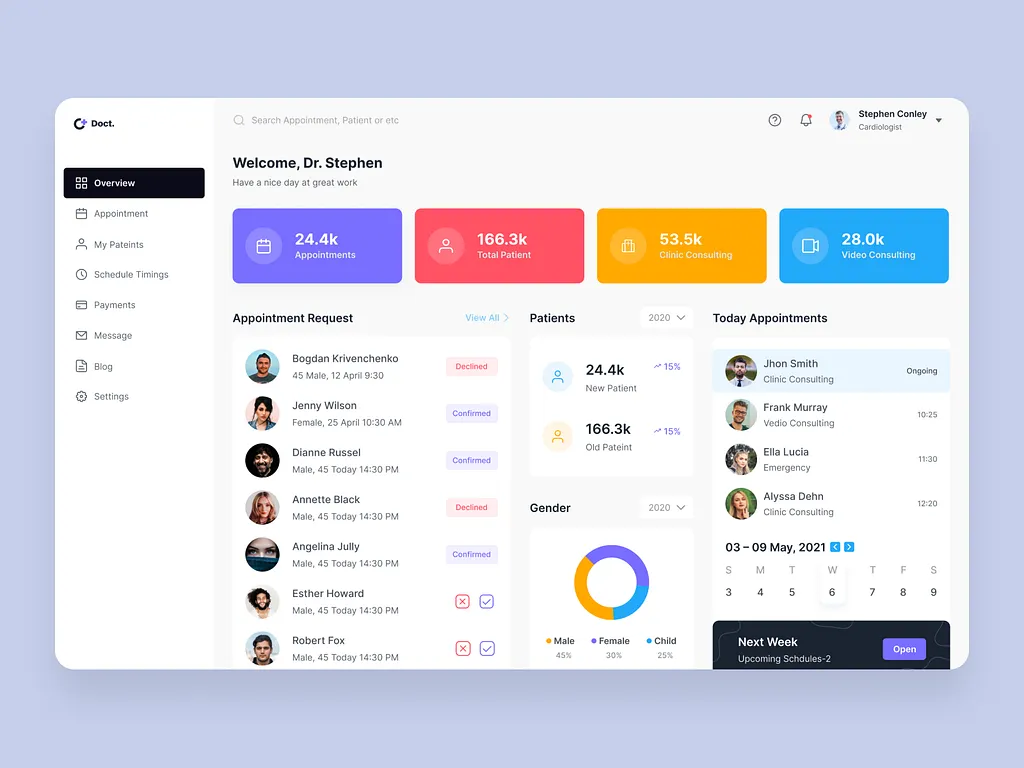 Doct.
Search Appointment, Patient or etc
Stephen Conley
Cardiologist
Overview
Appointment
My Pateints
Schedule Timings
Payments
Message
Blog
Settings
Welcome, Dr. Stephen
Have a nice day at great work
24.4k
Appointments
166.3k
Total Patient
53.5k
Clinic Consulting
28.0k
Video Consulting
Appointment Request
View All
Bogdan Krivenchenko
45 Male, 12 April 9:30
Declined
Jenny Wilson
Female, 25 April 10:30 AM
Confirmed
Dianne Russel
Male, 45 Today 14:30 PM
Confirmed
Annette Black
Male, 45 Today 14:30 PM
Declined
Angelina Jully
Male, 45 Today 14:30 PM
Confirmed
Esther Howard
Male, 45 Today 14:30 PM
Robert Fox
Male, 45 Today 14:30 PM
Patients
2020
24.4k
New Patient
15%
166.3k
Old Pateint
15%
Gender
2020
Male
45%
Female
30%
Child
25%
Today Appointments
Jhon Smith
Clinic Consulting
Ongoing
Frank Murray
Vedio Consulting
10:25
Ella Lucia
Emergency
11:30
Alyssa Dehn
Clinic Consulting
12:20
03 – 09 May, 2021
S M T W T F S
3 4 5 6 7 8 9
Next Week
Upcoming Schdules-2
Open